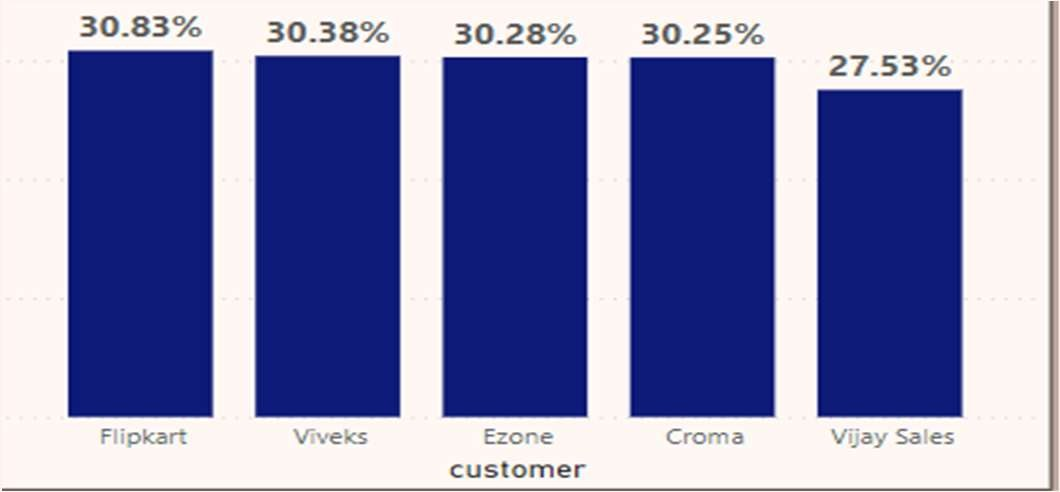 30.83% 30.38% 30.28% 30.25% 27.53%
Flipkart Viveks Ezone Croma Vijay Sales
customer